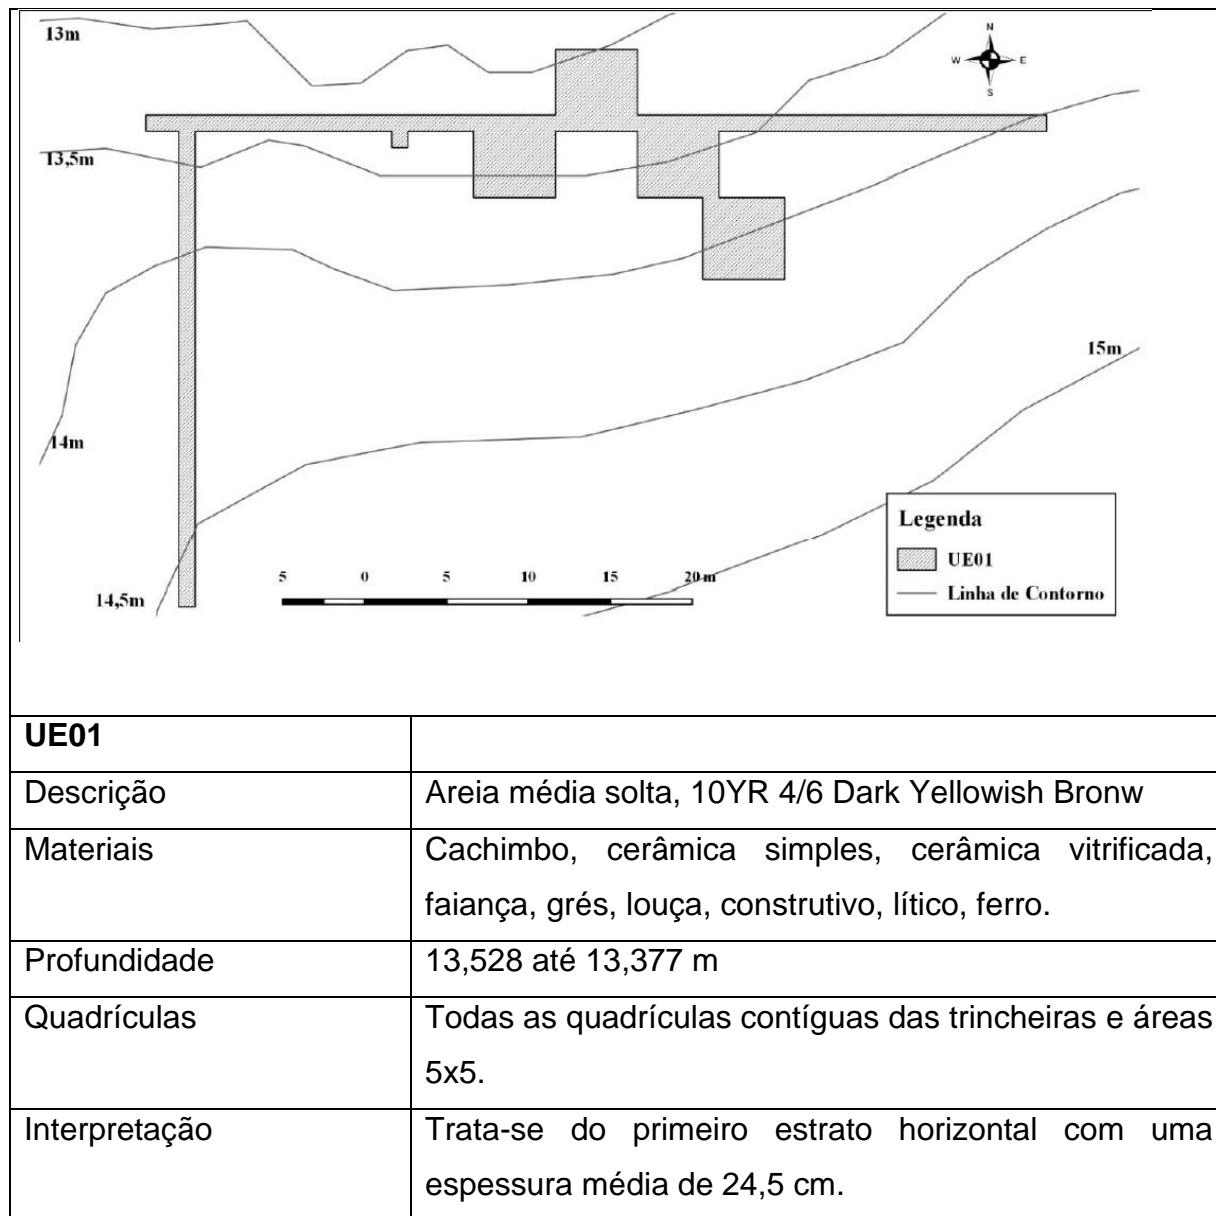 13m
N
W E
S
13,5m
15m
14m
Legenda
UE01
Linha de Contorno
5 0 5 10 15 20 m
14,5m
UE01
Descrição
Areia média solta, 10YR 4/6 Dark Yellowish Bronw
Materiais
Cachimbo, cerâmica simples, cerâmica vitrificada,
faiança, grés, louça, construtivo, lítico, ferro.
Profundidade
13,528 até 13,377 m
Quadrículas
Todas as quadrículas contíguas das trincheiras e áreas
5x5.
Interpretação
Trata-se do primeiro estrato horizontal com uma
espessura média de 24,5 cm.